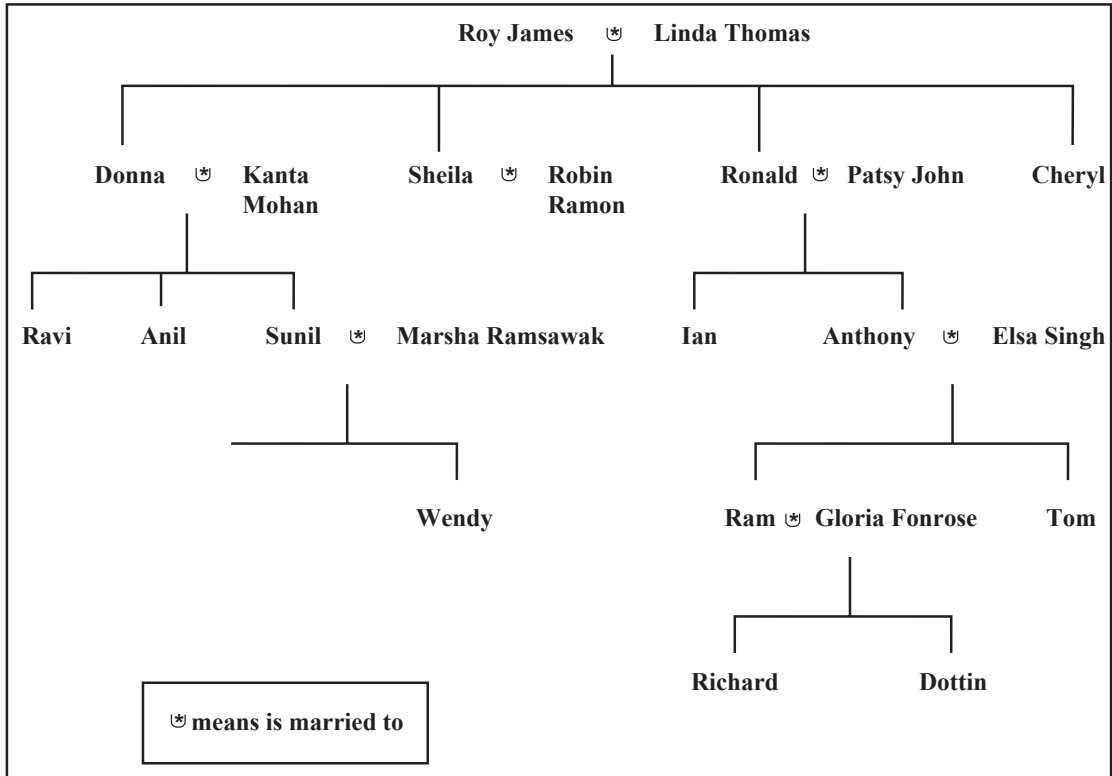 Roy James ⚭ Linda Thomas
Donna ⚭ Kanta Mohan Sheila ⚭ Robin Ramon Ronald ⚭ Patsy John Cheryl
Ravi Anil Sunil ⚭ Marsha Ramsawak Ian Anthony ⚭ Elsa Singh
Wendy Ram ⚭ Gloria Fonrose Tom
Richard Dottin
⚭ means is married to